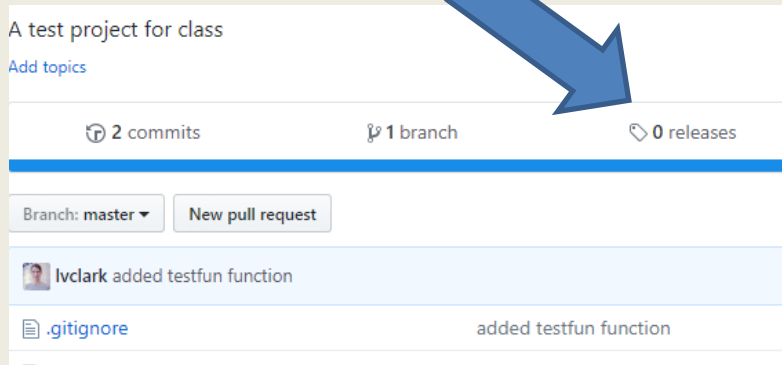 A test project for class
Add topics
2 commits 1 branch 0 releases
Branch: master New pull request
lvclark added testfun function
.gitignore added testfun function